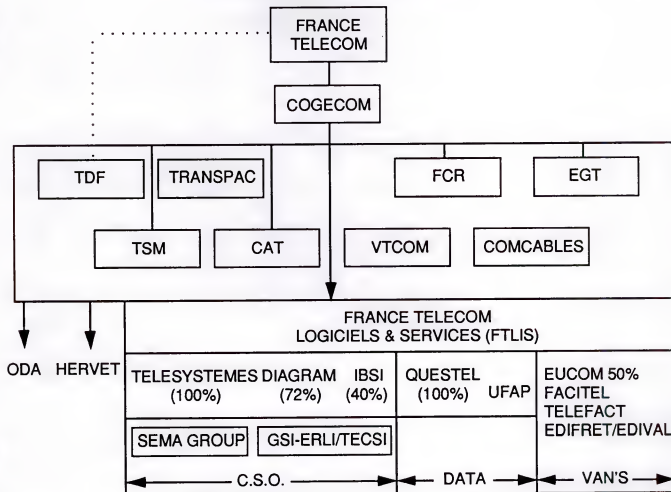 FRANCE
TELECOM
COGECOM
TDF
TRANSPAC
FCR
EGT
TSM
CAT
VTCOM
COMCABLES
FRANCE TELECOM
LOGICIELS & SERVICES (FTLIS)
ODA HERVET
TELESYSTEMES DIAGRAM IBSI
(100%) (72%) (40%)
QUESTEL UFAP
(100%)
EUCOM 50%
FACITEL
TELEFACT
EDIFRET/EDIVAL
SEMA GROUP
GSI-ERLI/TECSI
C.S.O.
DATA
VAN'S